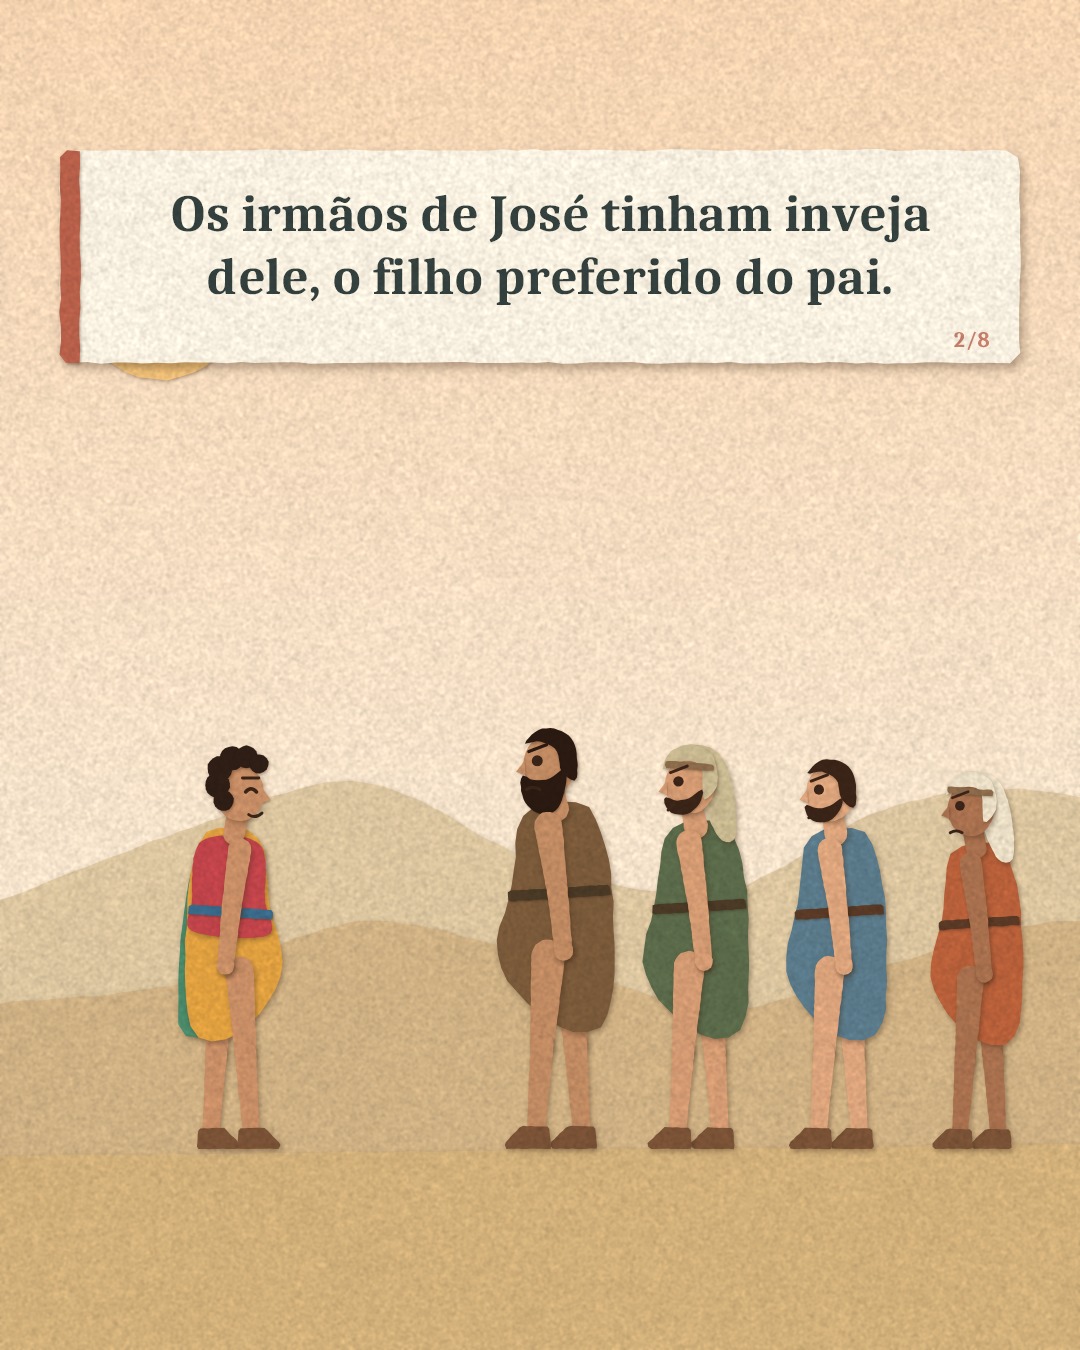 Os irmãos de José tinham inveja
dele, o filho preferido do pai.
2/8